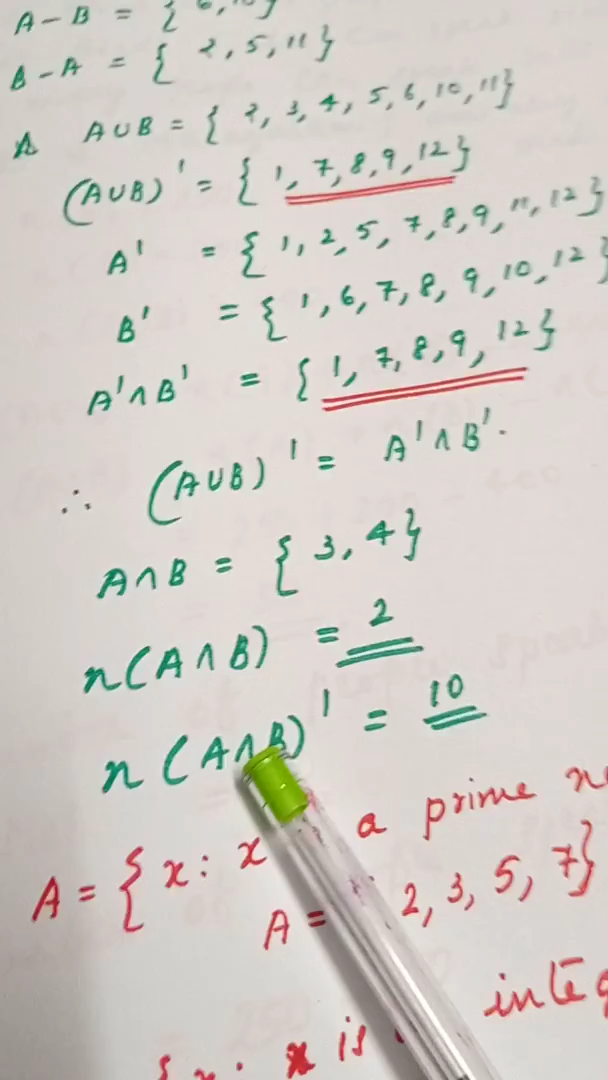 A - B = { 6, 10 }
B - A = { 2, 5, 11 }
A ∪ B = { 2, 3, 4, 5, 6, 10, 11 }
(A∪B)' = { 1, 7, 8, 9, 12 }
A' = { 1, 2, 5, 7, 8, 9, 11, 12 }
B' = { 1, 6, 7, 8, 9, 10, 12 }
A' ∩ B' = { 1, 7, 8, 9, 12 }
∴ (A∪B)' = A' ∩ B'.
A ∩ B = { 3, 4 }
n(A ∩ B) = 2
n(A ∩ B)' = 10
A = { x : x a prime
A = 2, 3, 5, 7 }
x is